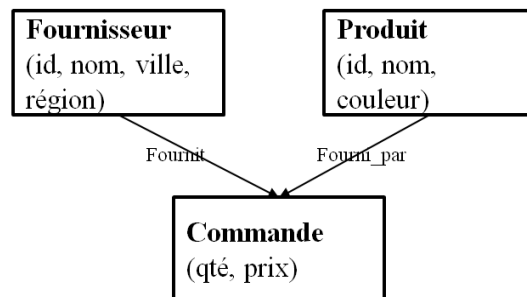 Fournisseur
(id, nom, ville,
région)
Produit
(id, nom,
couleur)
Fournit
Fourni_par
Commande
(qté, prix)